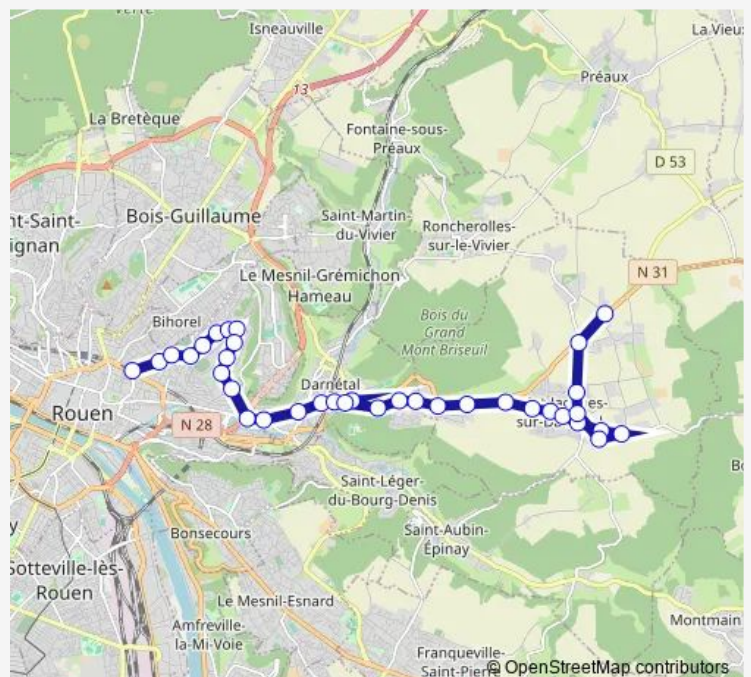 Isneauville
La Vieu
13
Préaux
La Bretèque
Fontaine-sous-
Préaux
D 53
nt-Saint-
ignan
Bois-Guillaume
Saint-Martin-
du-Vivier
Roncherolles-
sur-le-Vivier
N 31
Le Mesnil-Grémichon
Hameau
Bihorel
Bois du
Grand
Mont Briseuil
Darnétal
Rouen
N 28
sur-Da
Saint-Léger-
du-Bourg-Denis
Bonsecours
Saint-Aubin-
Épinay
Sotteville-lès-
Rouen
Le Mesnil-Esnard
Amfreville-
la-Mi-Voie
Montmain
Franqueville-
Saint-Pierre
© OpenStreetMap contributors